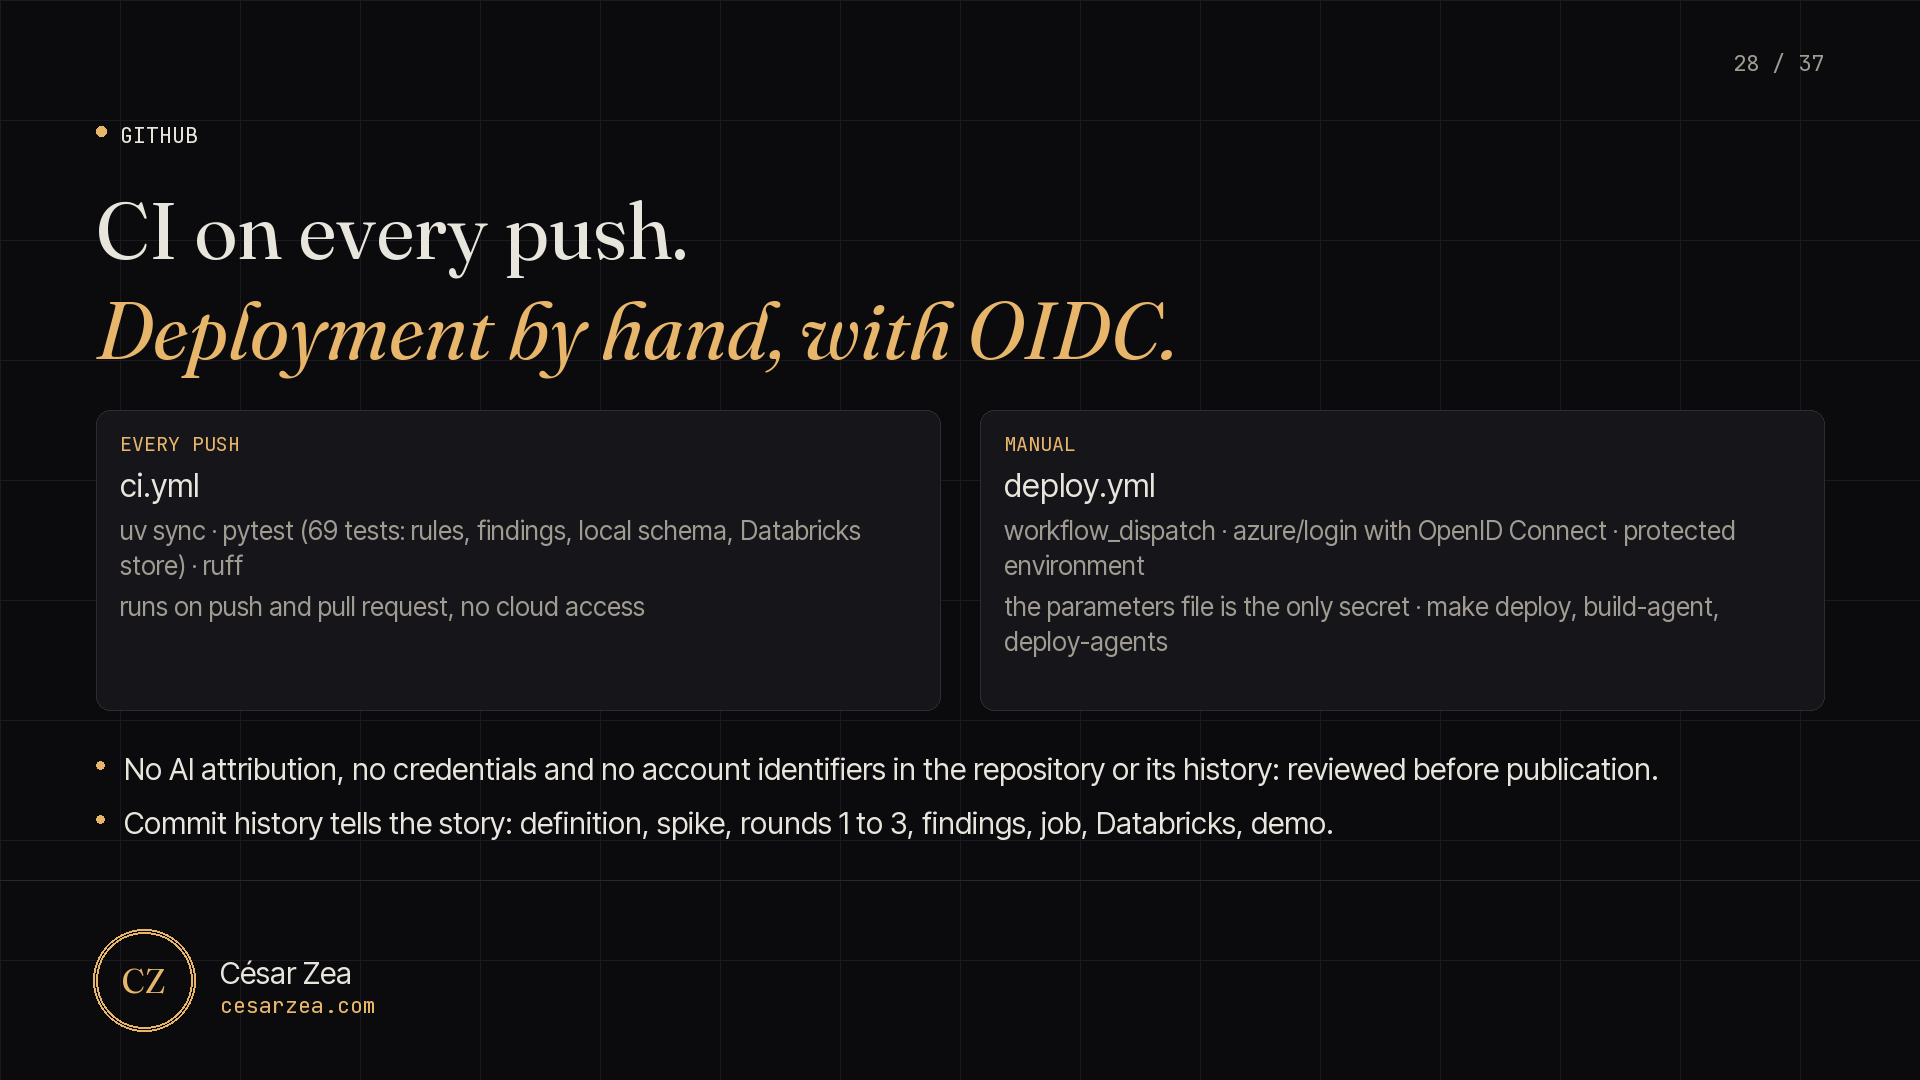 28 / 37
GITHUB
CI on every push.
Deployment by hand, with OIDC.
EVERY PUSH
ci.yml
uv sync · pytest (69 tests: rules, findings, local schema, Databricks
store) · ruff
runs on push and pull request, no cloud access
MANUAL
deploy.yml
workflow_dispatch · azure/login with OpenID Connect · protected
environment
the parameters file is the only secret · make deploy, build-agent,
deploy-agents
No AI attribution, no credentials and no account identifiers in the repository or its history: reviewed before publication.
Commit history tells the story: definition, spike, rounds 1 to 3, findings, job, Databricks, demo.
CZ
César Zea
cesarzea.com